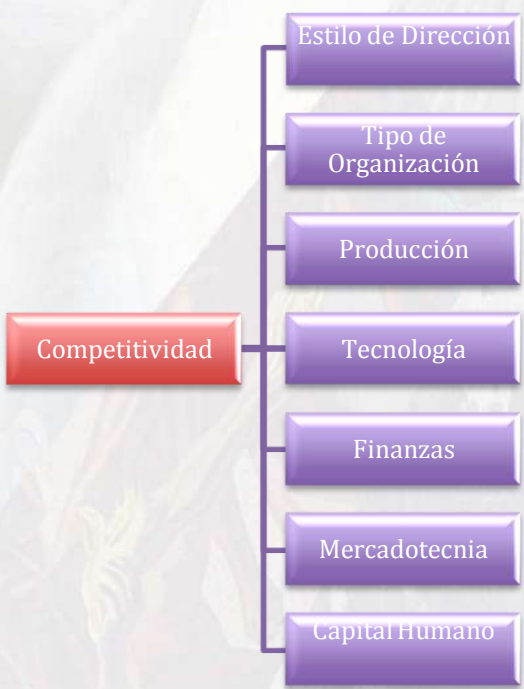 Estilo de Dirección
Tipo de
Organización
Producción
Competitividad
Tecnología
Finanzas
Mercadotecnia
Capital Humano